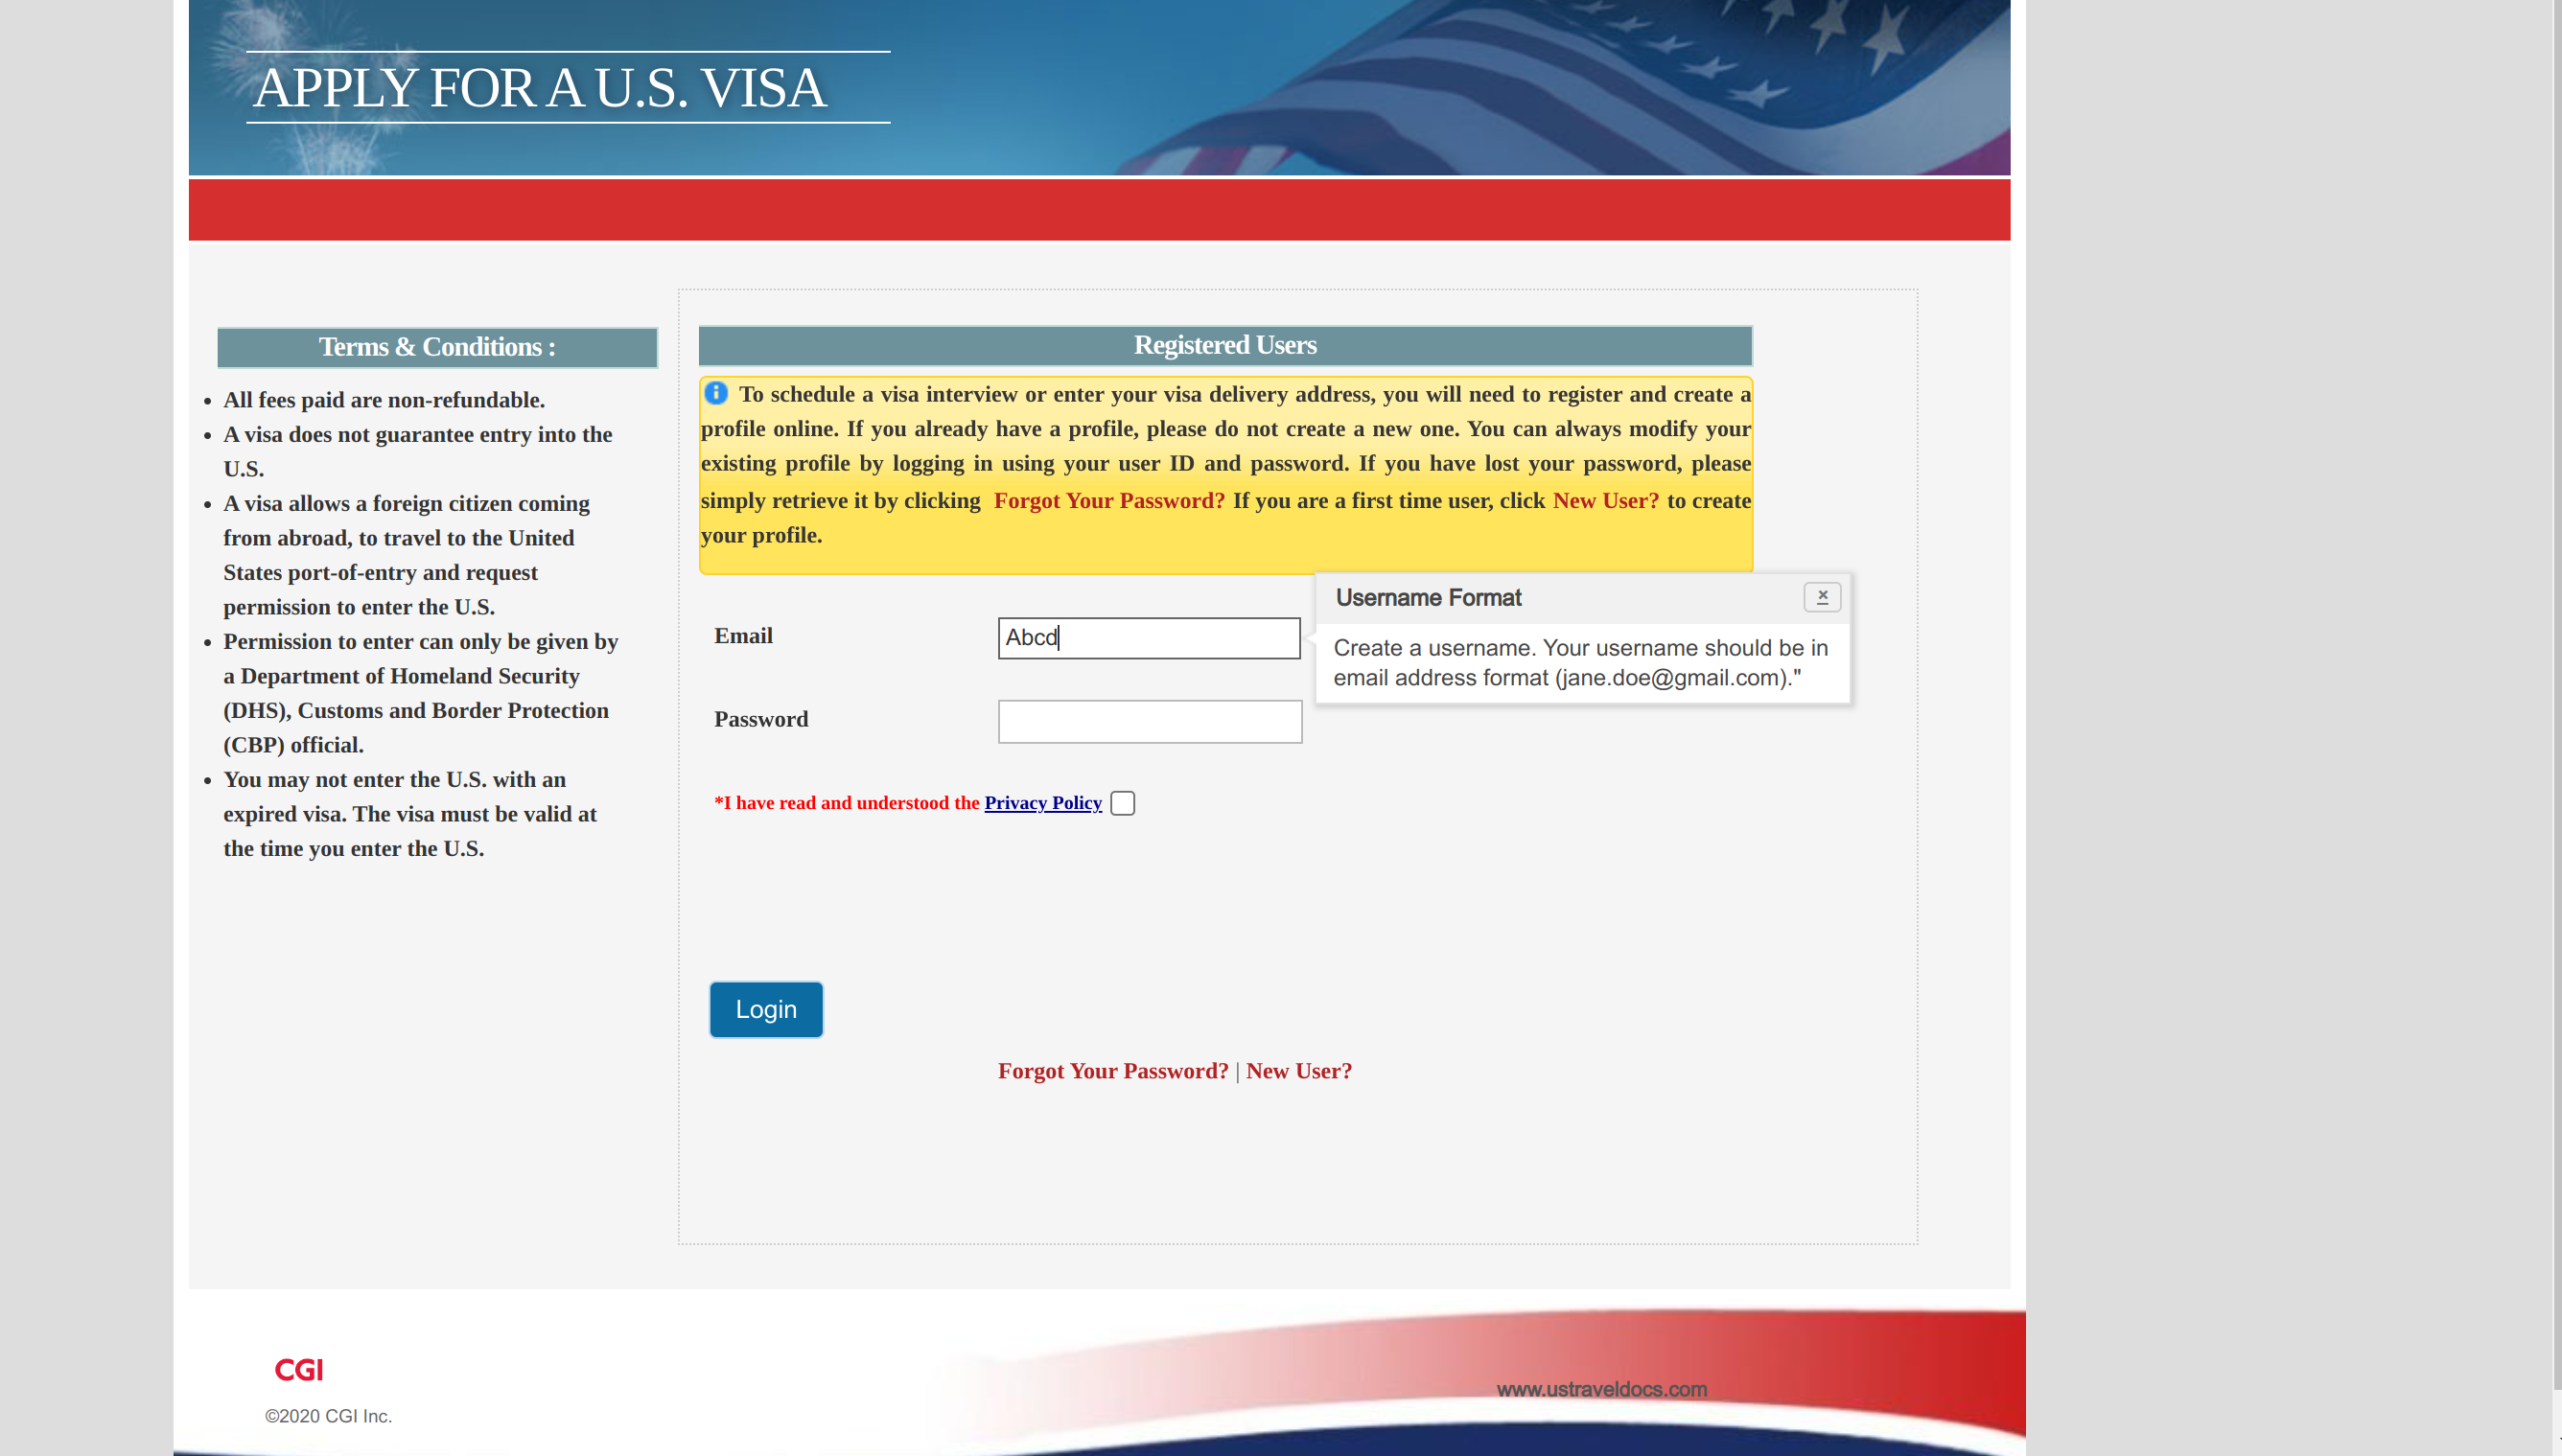 APPLY FOR A U.S. VISA
Terms & Conditions :
• All fees paid are non-refundable.
• A visa does not guarantee entry into the
U.S.
• A visa allows a foreign citizen coming
from abroad, to travel to the United
States port-of-entry and request
permission to enter the U.S.
• Permission to enter can only be given by
a Department of Homeland Security
(DHS), Customs and Border Protection
(CBP) official.
• You may not enter the U.S. with an
expired visa. The visa must be valid at
the time you enter the U.S.
Registered Users
To schedule a visa interview or enter your visa delivery address, you will need to register and create a
profile online. If you already have a profile, please do not create a new one. You can always modify your
existing profile by logging in using your user ID and password. If you have lost your password, please
simply retrieve it by clicking Forgot Your Password? If you are a first time user, click New User? to create
your profile.
Email
Abcd
Username Format
Create a username. Your username should be in
email address format (jane.doe@gmail.com)."
Password
*I have read and understood the Privacy Policy
Login
Forgot Your Password? | New User?
CGI
©2020 CGI Inc.
www.ustraveldocs.com